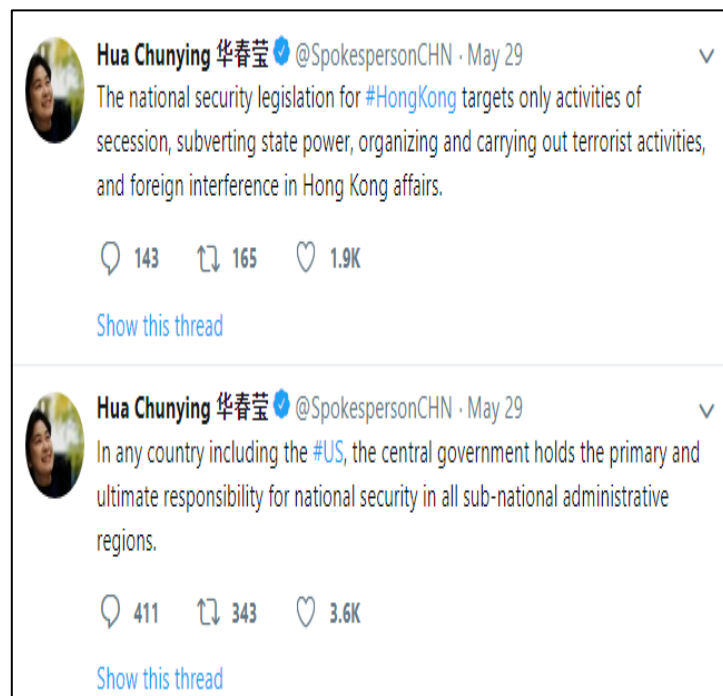 Hua Chunying 华春莹 @SpokespersonCHN · May 29
The national security legislation for #HongKong targets only activities of
secession, subverting state power, organizing and carrying out terrorist activities,
and foreign interference in Hong Kong affairs.
143 165 1.9K
Show this thread
Hua Chunying 华春莹 @SpokespersonCHN · May 29
In any country including the #US, the central government holds the primary and
ultimate responsibility for national security in all sub-national administrative
regions.
411 343 3.6K
Show this thread